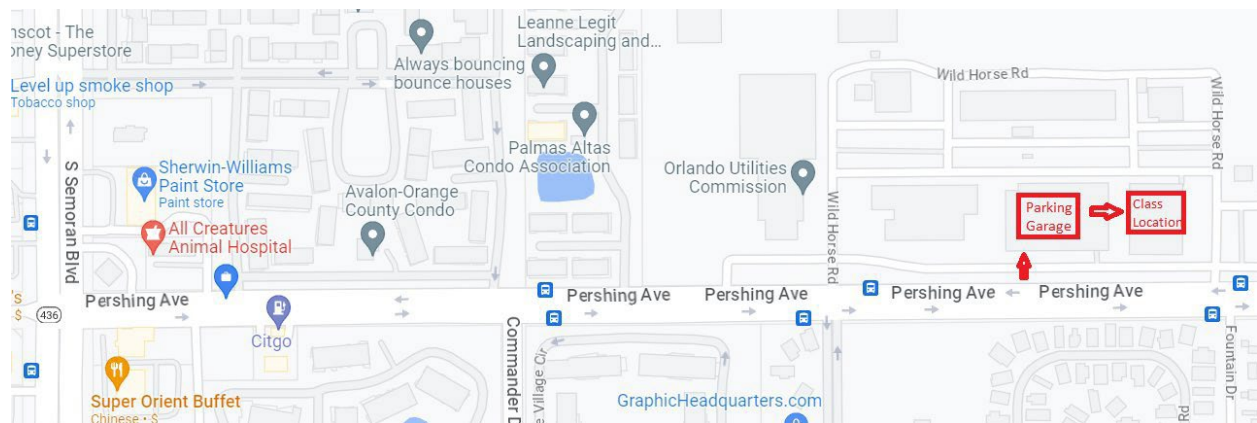 nscot - The
oney Superstore
Level up smoke shop
Tobacco shop
Always bouncing
bounce houses
Leanne Legit
Landscaping and...
Wild Horse Rd
Wild Horse Rd
Sherwin-Williams
Paint Store
Paint store
Palmas Altas
Condo Association
Orlando Utilities
Commission
S Semoran Blvd
All Creatures
Animal Hospital
Avalon-Orange
County Condo
Wild Horse Rd
Parking
Garage
Class
Location
Pershing Ave
Pershing Ave
Pershing Ave
Pershing Ave
Pershing Ave
's
$
436
Citgo
Commander D
e Village Cir
Fountain Dr
Super Orient Buffet
Chinese • $
GraphicHeadquarters.com
Rd